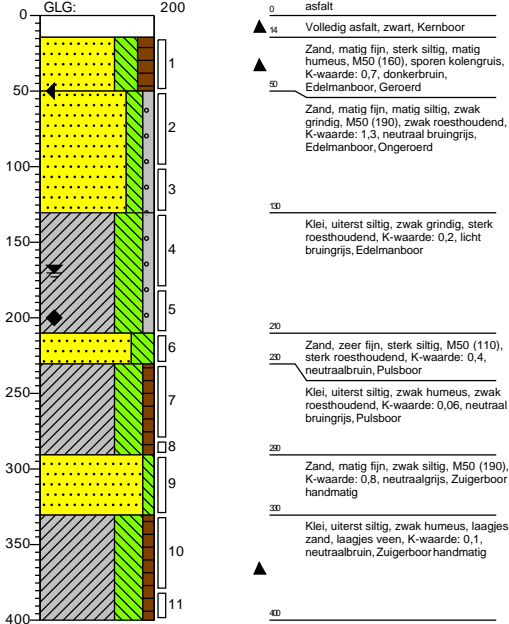 GLG: 200
0
50
100
150
200
250
300
350
400
1
2
3
4
5
6
7
8
9
10
11
0
asfalt
14
Volledig asfalt, zwart, Kernboor
Zand, matig fijn, sterk siltig, matig
humeus, M50 (160), sporen kolengruis,
K-waarde: 0,7, donkerbruin,
Edelmanboor, Geroerd
50
Zand, matig fijn, matig siltig, zwak
grindig, M50 (190), zwak roesthoudend,
K-waarde: 1,3, neutraal bruingrijs,
Edelmanboor, Ongeroerd
130
Klei, uiterst siltig, zwak grindig, sterk
roesthoudend, K-waarde: 0,2, licht
bruingrijs, Edelmanboor
210
Zand, zeer fijn, sterk siltig, M50 (110),
sterk roesthoudend, K-waarde: 0,4,
neutraalbruin, Pulsboor
230
Klei, uiterst siltig, zwak humeus, zwak
roesthoudend, K-waarde: 0,06, neutraal
bruingrijs, Pulsboor
290
Zand, matig fijn, zwak siltig, M50 (190),
K-waarde: 0,8, neutraalgrijs, Zuigerboor
handmatig
330
Klei, uiterst siltig, zwak humeus, laagjes
zand, laagjes veen, K-waarde: 0,1,
neutraalbruin, Zuigerboor handmatig
400